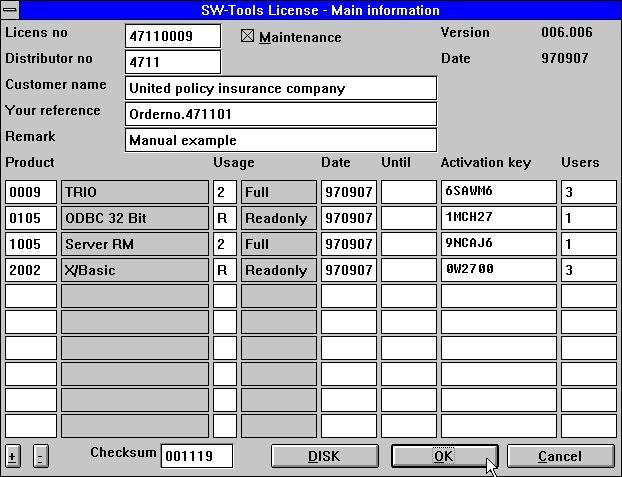 SW-Tools License - Main information
Licens no 47110009 Maintenance Version 006.006
Distributor no 4711 Date 970907
Customer name United policy insurance company
Your reference Orderno.471101
Remark Manual example
Product Usage Date Until Activation key Users
0009 TRIO 2 Full 970907 6SAWM6 3
0105 ODBC 32 Bit R Readonly 970907 1MCH27 1
1005 Server RM 2 Full 970907 9NCAJ6 1
2002 X/Basic R Readonly 970907 0W2700 3
+ - Checksum 001119 DISK OK Cancel